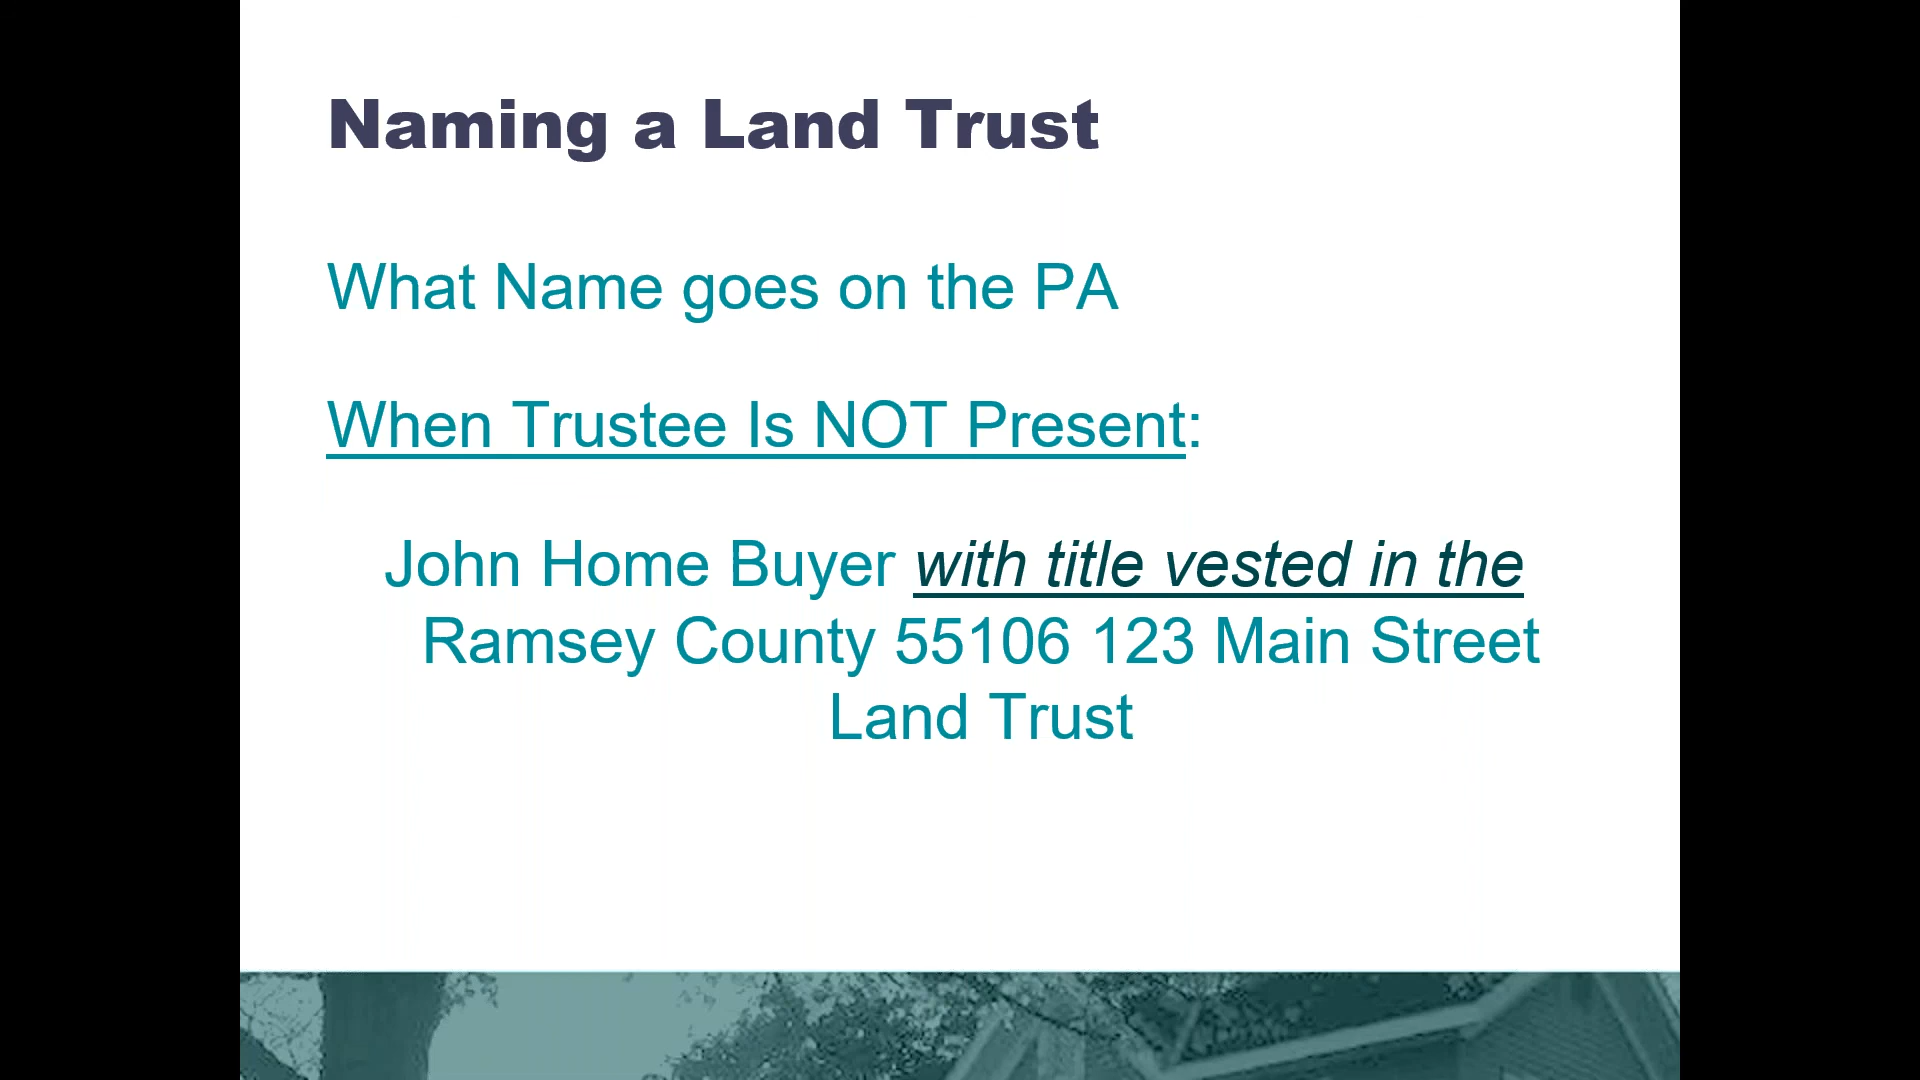 Naming a Land Trust
What Name goes on the PA
When Trustee Is NOT Present:
John Home Buyer with title vested in the
Ramsey County 55106 123 Main Street
Land Trust